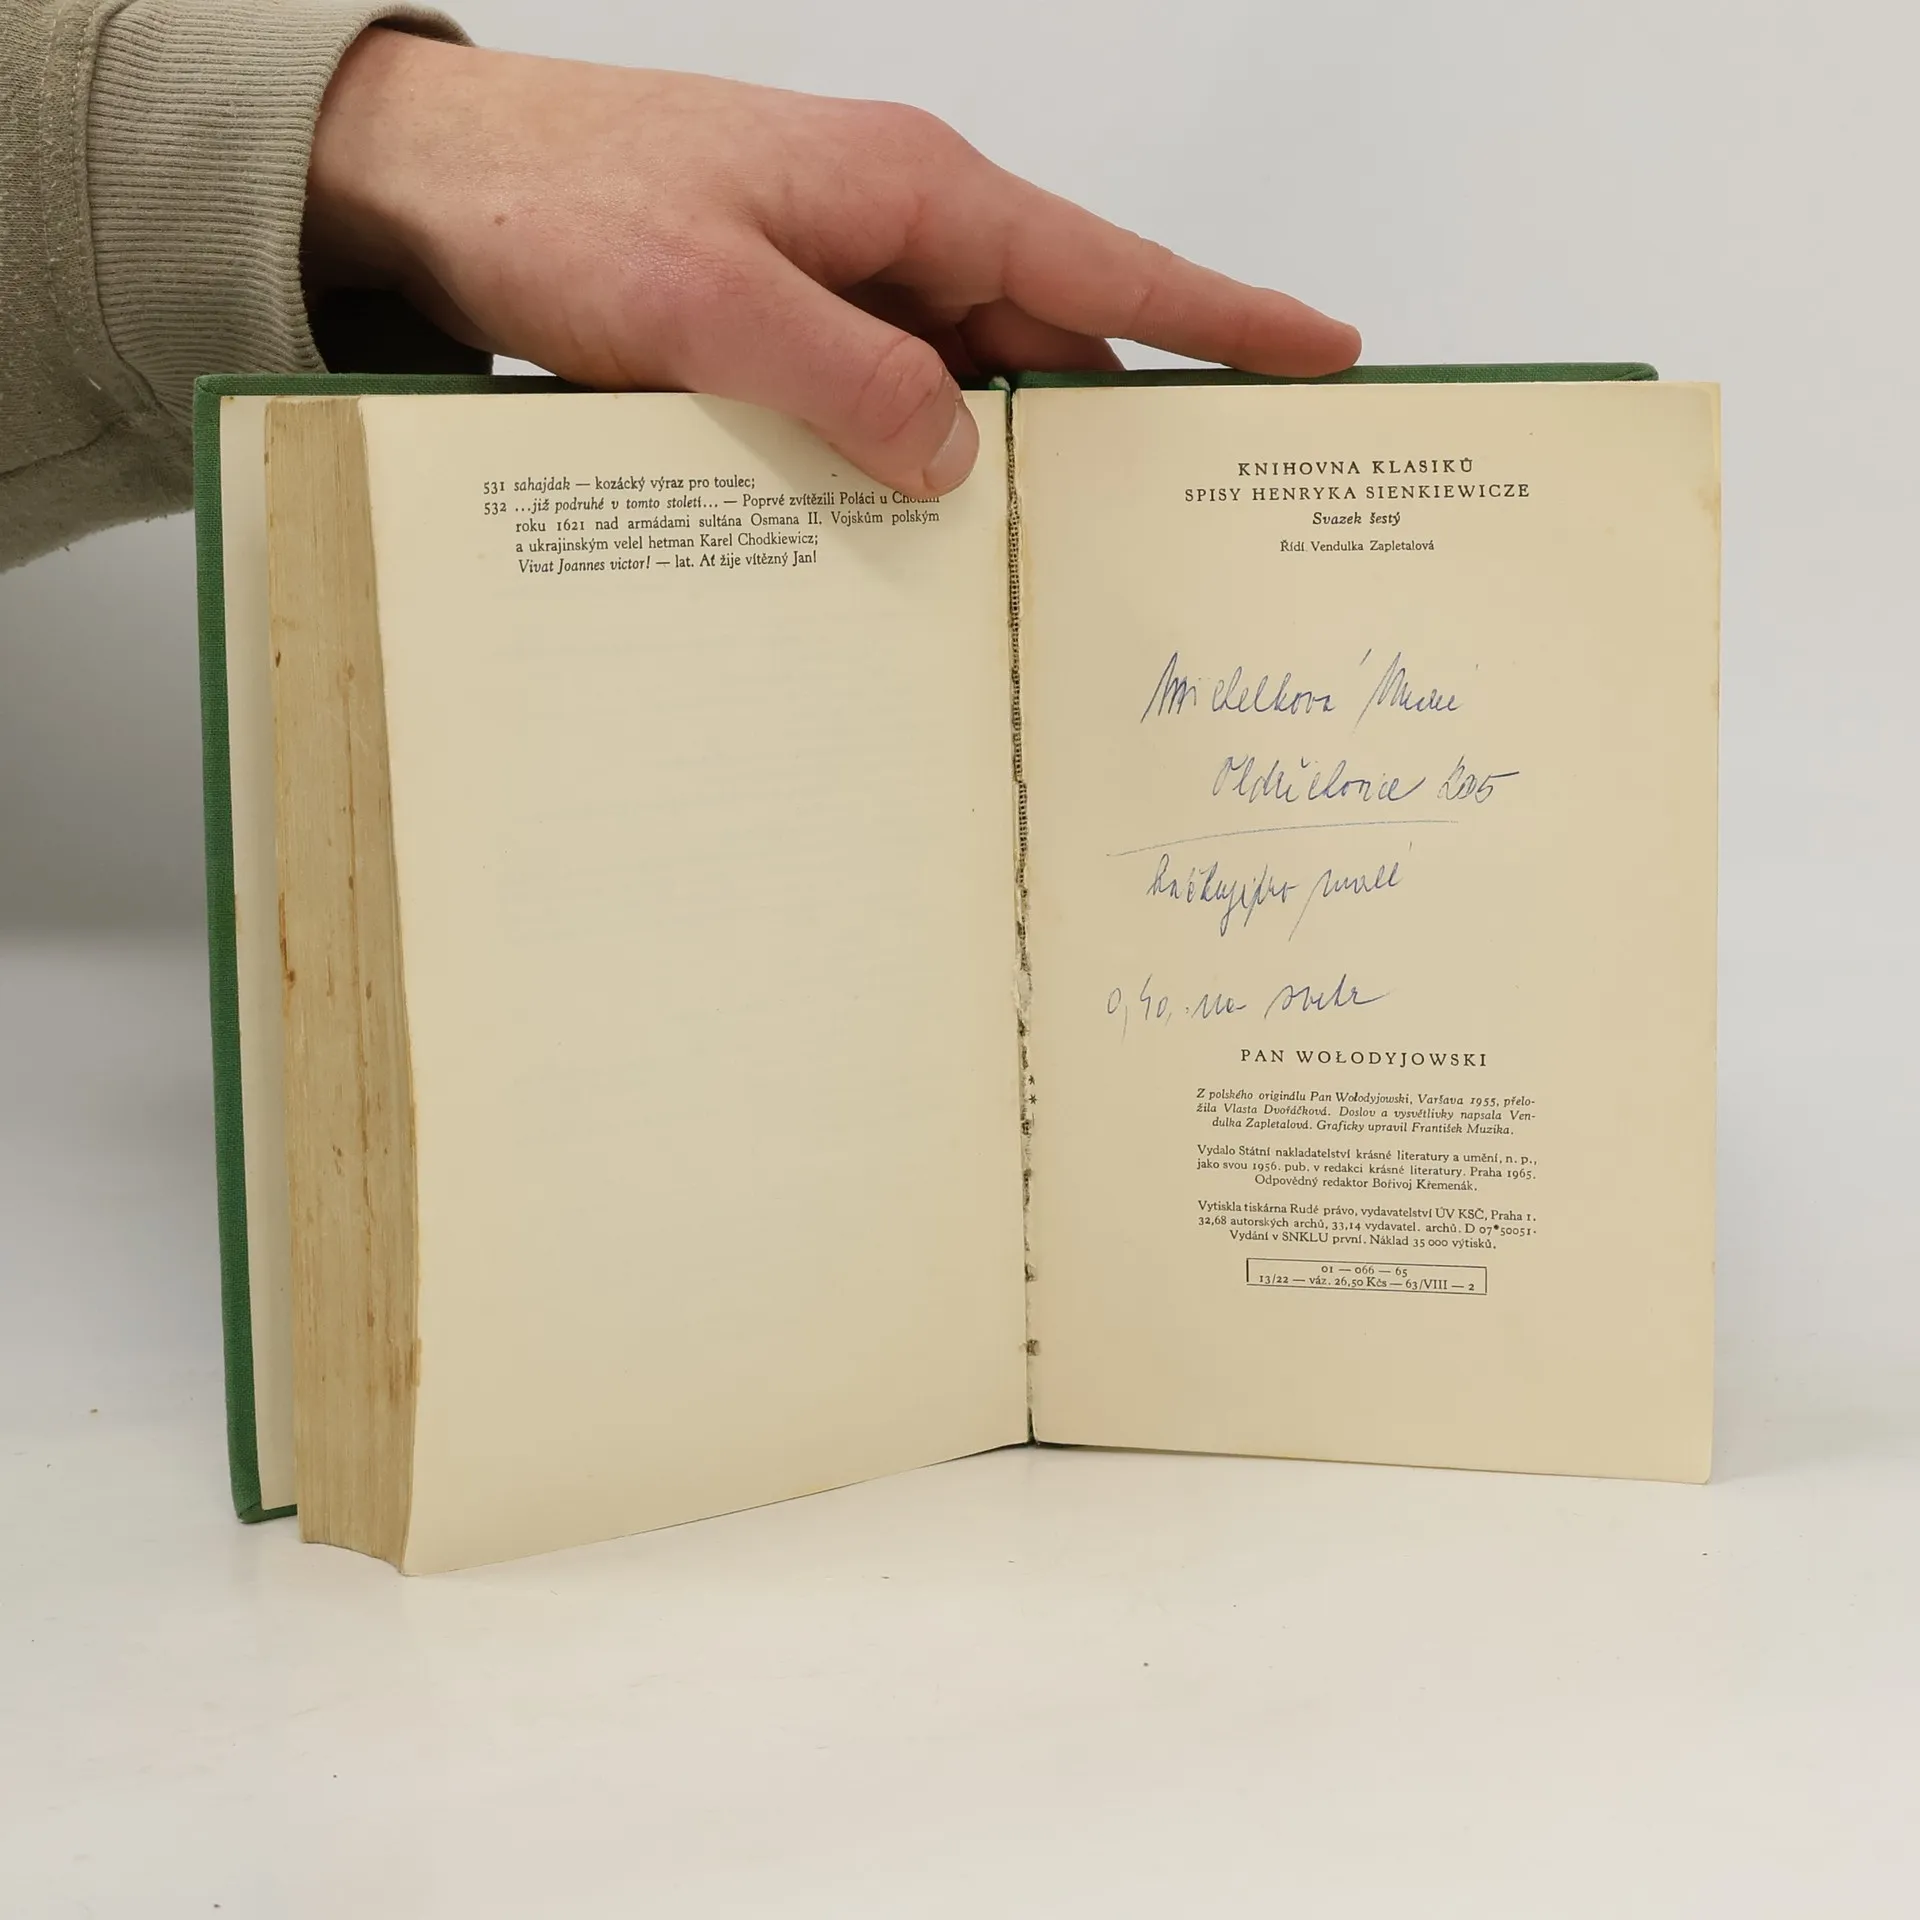 531 sahajdak — kozácký výraz pro toulec;
532 ...již podruhé v tomto století... — Poprvé zvítězili Poláci u
roku 1621 nad armádami sultána Osmana II. Vojskům polským
a ukrajinským velel hetman Karel Chodkiewicz;
Vivat Joannes victor! — lat. Ať žije vítězný Jan!
KNIHOVNA KLASIKŮ
SPISY HENRYKA SIENKIEWICZE
Svazek šestý
Řídí Vendulka Zapletalová
Michelkova Marie
Oldřichovice 205
pro
0,40, na svetr
PAN WOŁODYJOWSKI
Z polského originálu Pan Wołodyjowski, Varšava 1955, přelo-
žila Vlasta Dvořáčková. Doslov a vysvětlivky napsala Ven-
dulka Zapletalová. Graficky upravil František Muzika.
Vydalo Státní nakladatelství krásné literatury a umění, n. p.,
jako svou 1956. pub. v redakci krásné literatury. Praha 1965.
Odpovědný redaktor Bořivoj Křemenák.
Vytiskla tiskárna Rudé právo, vydavatelství ÚV KSČ, Praha 1.
32,68 autorských archů, 33,14 vydavatel. archů. D 07*50051.
Vydání v SNKLU první. Náklad 35 000 výtisků.
01 — 066 — 65
13/22 — váz. 26,50 Kčs — 63/VIII — 2